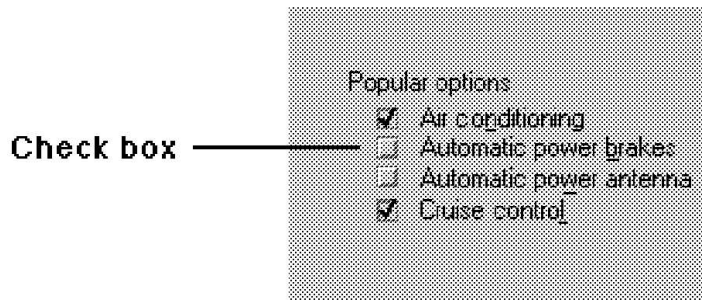 Popular options
Air conditioning
Check box
Automatic power brakes
Automatic power antenna
Cruise control